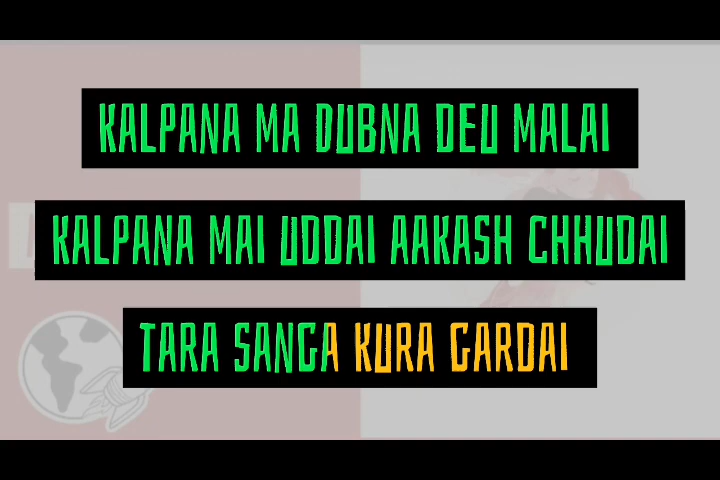 KALPANA MA DUBNA DEU MALAI
KALPANA MAI UDDAI AAKASH CHHUDAI
TARA SANGA KURA GARDAI